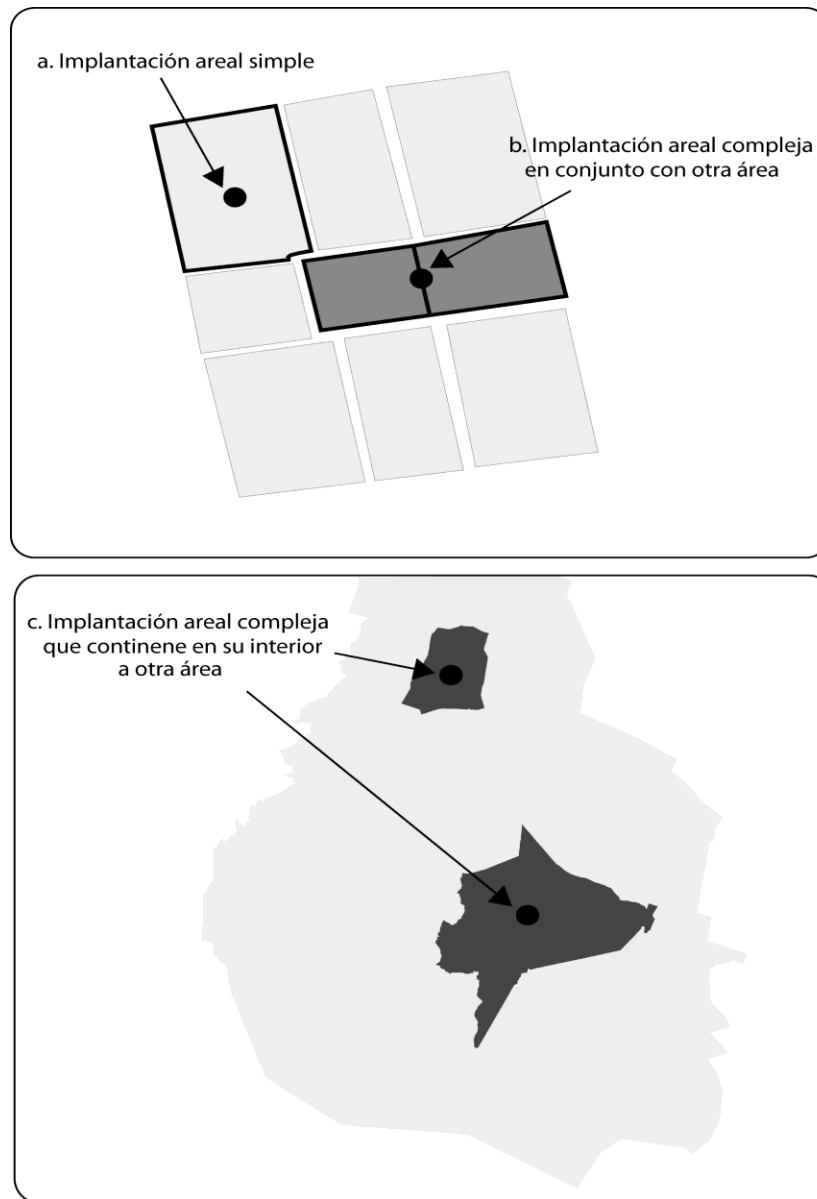 a. Implantación areal simple
b. Implantación areal compleja
en conjunto con otra área
c. Implantación areal compleja
que continene en su interior
a otra área